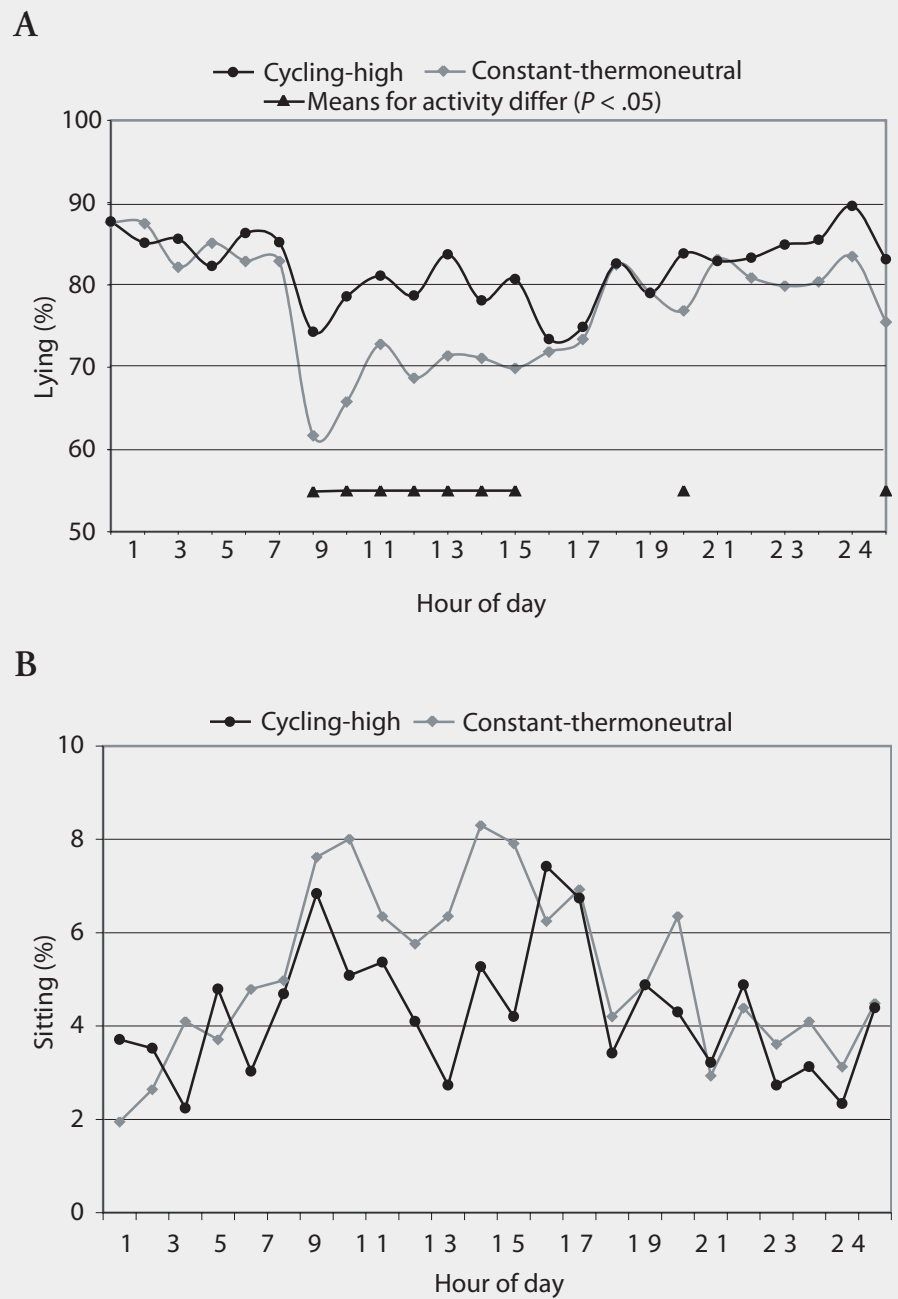 A
Cycling-high Constant-thermoneutral
Means for activity differ (P < .05)
100
90
80
70
60
50
Lying (%)
1 3 5 7 9 1 1 1 3 1 5 1 7 1 9 2 1 2 3 2 4
Hour of day
B
Cycling-high Constant-thermoneutral
10
8
6
4
2
0
Sitting (%)
1 3 5 7 9 1 1 1 3 1 5 1 7 1 9 2 1 2 3 2 4
Hour of day